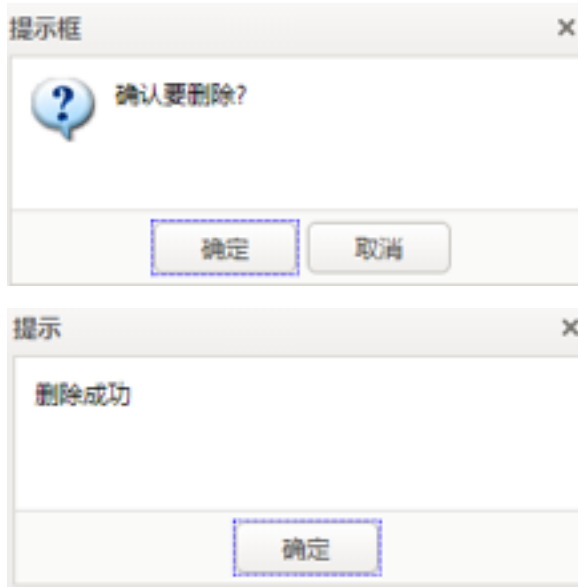 提示框
确认要删除?
确定 取消
提示
删除成功
确定